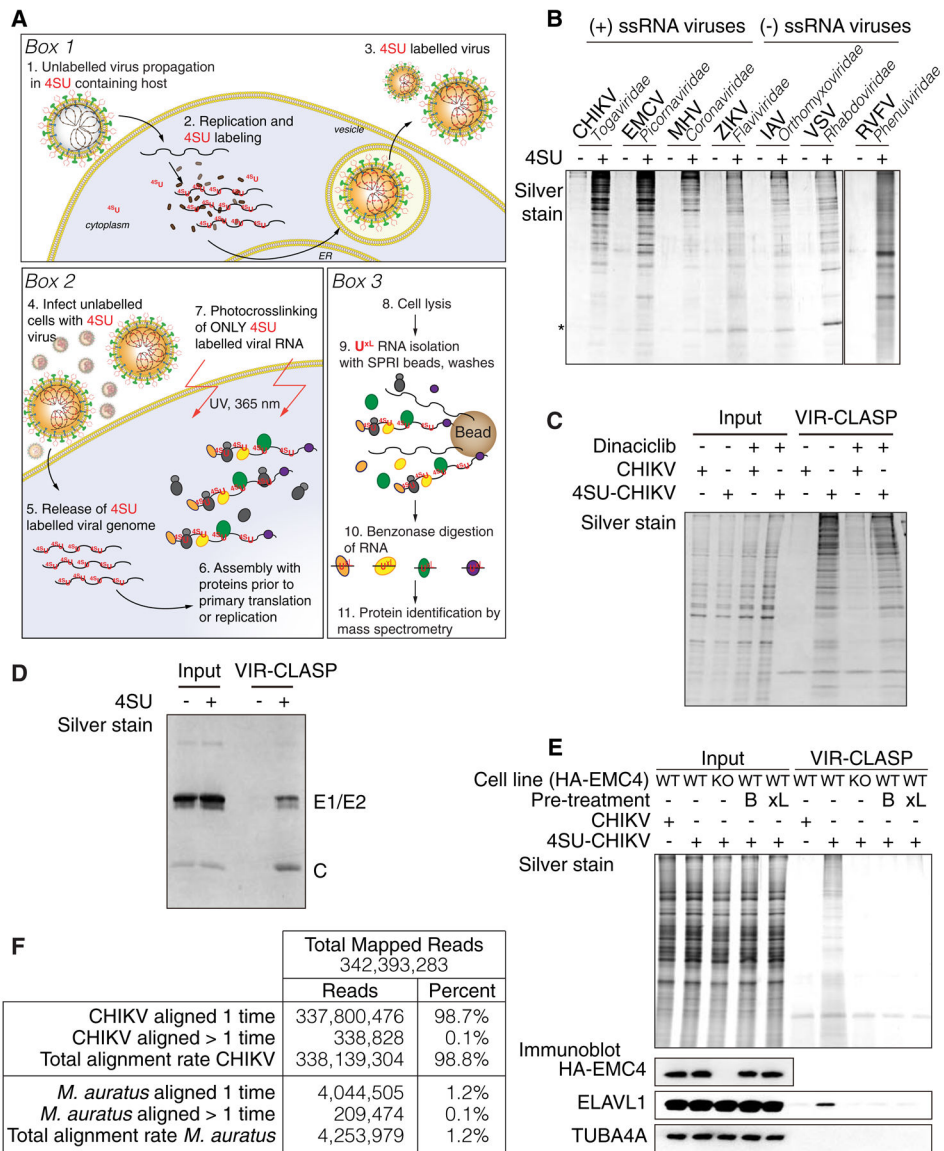 A
Box 1
1. Unlabelled virus propagation
in 4SU containing host
2. Replication and
4SU labeling
3. 4SU labelled virus
vesicle
4SU
4SU
4SU
4SU 4SU 4SU
4SU 4SU 4SU
4SU 4SU 4SU
cytoplasm
ER
Box 2
4. Infect unlabelled
cells with 4SU
virus
7. Photocrosslinking
of ONLY 4SU
labelled viral RNA
UV, 365 nm
5. Release of 4SU
labelled viral genome
6. Assembly with
proteins prior to
primary translation
or replication
Box 3
8. Cell lysis
9. UxL RNA isolation
with SPRI beads, washes
Bead
10. Benzonase digestion
of RNA
11. Protein identification by
mass spectrometry
B
(+) ssRNA viruses (-) ssRNA viruses
CHIKV Togaviridae
EMCV Picornaviridae
MHV Coronaviridae
ZIKV Flaviviridae
IAV Orthomyxoviridae
VSV Rhabdoviridae
RVFV Phenuiviridae
4SU - + - + - + - + - + - + - +
Silver
stain
*
C
Input VIR-CLASP
Dinaciclib - - + + - - + +
CHIKV + - + - + - + -
4SU-CHIKV - + - + - + - +
Silver stain
D
Input VIR-CLASP
4SU - + - +
Silver stain
E1/E2
C
E
Input VIR-CLASP
Cell line (HA-EMC4) WT WT KO WT WT WT WT KO WT WT
Pre-treatment - - - B xL - - - B xL
CHIKV + - - - - + - - - -
4SU-CHIKV - + + + + - + + + +
Silver stain
Immunoblot
HA-EMC4
ELAVL1
TUBA4A
F
Total Mapped Reads
342,393,283
Reads Percent
CHIKV aligned 1 time 337,800,476 98.7%
CHIKV aligned > 1 time 338,828 0.1%
Total alignment rate CHIKV 338,139,304 98.8%
M. auratus aligned 1 time 4,044,505 1.2%
M. auratus aligned > 1 time 209,474 0.1%
Total alignment rate M. auratus 4,253,979 1.2%